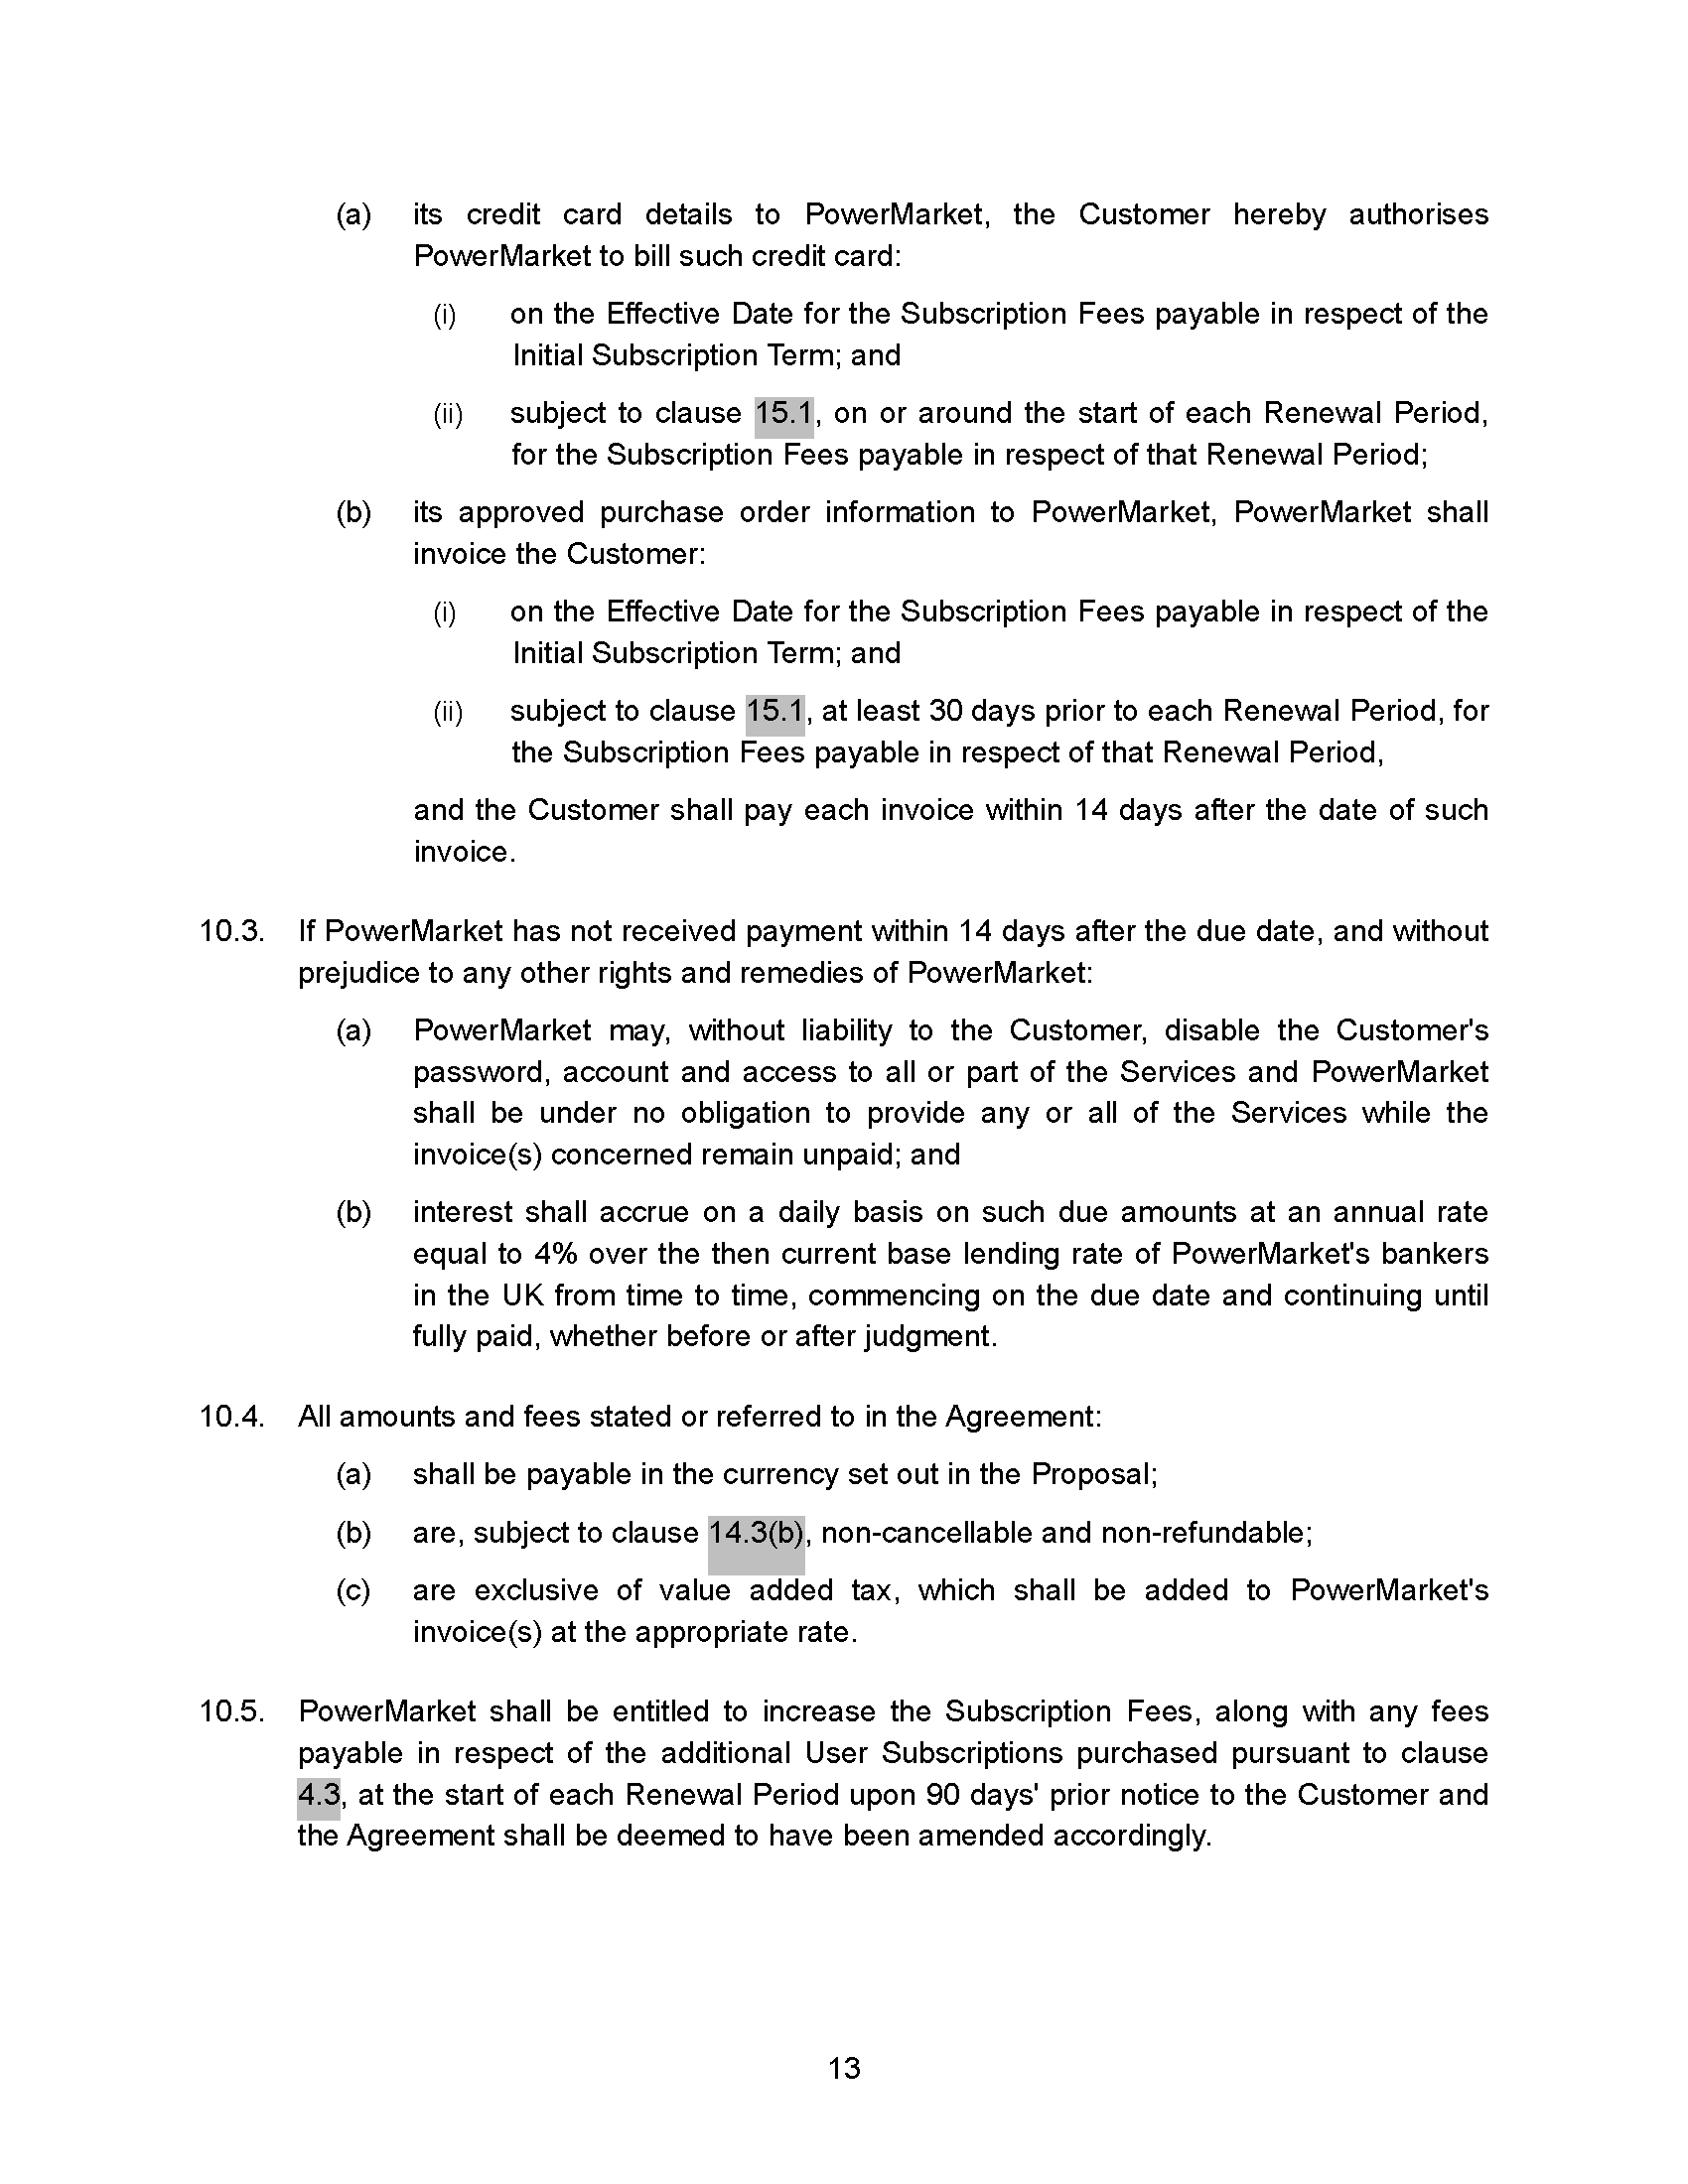 (a) its credit card details to PowerMarket, the Customer hereby authorises
PowerMarket to bill such credit card:
(i) on the Effective Date for the Subscription Fees payable in respect of the
Initial Subscription Term; and
(ii) subject to clause 15.1, on or around the start of each Renewal Period,
for the Subscription Fees payable in respect of that Renewal Period;
(b) its approved purchase order information to PowerMarket, PowerMarket shall
invoice the Customer:
(i) on the Effective Date for the Subscription Fees payable in respect of the
Initial Subscription Term; and
(ii) subject to clause 15.1, at least 30 days prior to each Renewal Period, for
the Subscription Fees payable in respect of that Renewal Period,
and the Customer shall pay each invoice within 14 days after the date of such
invoice.
10.3. If PowerMarket has not received payment within 14 days after the due date, and without
prejudice to any other rights and remedies of PowerMarket:
(a) PowerMarket may, without liability to the Customer, disable the Customer's
password, account and access to all or part of the Services and PowerMarket
shall be under no obligation to provide any or all of the Services while the
invoice(s) concerned remain unpaid; and
(b) interest shall accrue on a daily basis on such due amounts at an annual rate
equal to 4% over the then current base lending rate of PowerMarket's bankers
in the UK from time to time, commencing on the due date and continuing until
fully paid, whether before or after judgment.
10.4. All amounts and fees stated or referred to in the Agreement:
(a) shall be payable in the currency set out in the Proposal;
(b) are, subject to clause 14.3(b), non-cancellable and non-refundable;
(c) are exclusive of value added tax, which shall be added to PowerMarket's
invoice(s) at the appropriate rate.
10.5. PowerMarket shall be entitled to increase the Subscription Fees, along with any fees
payable in respect of the additional User Subscriptions purchased pursuant to clause
4.3, at the start of each Renewal Period upon 90 days' prior notice to the Customer and
the Agreement shall be deemed to have been amended accordingly.
13